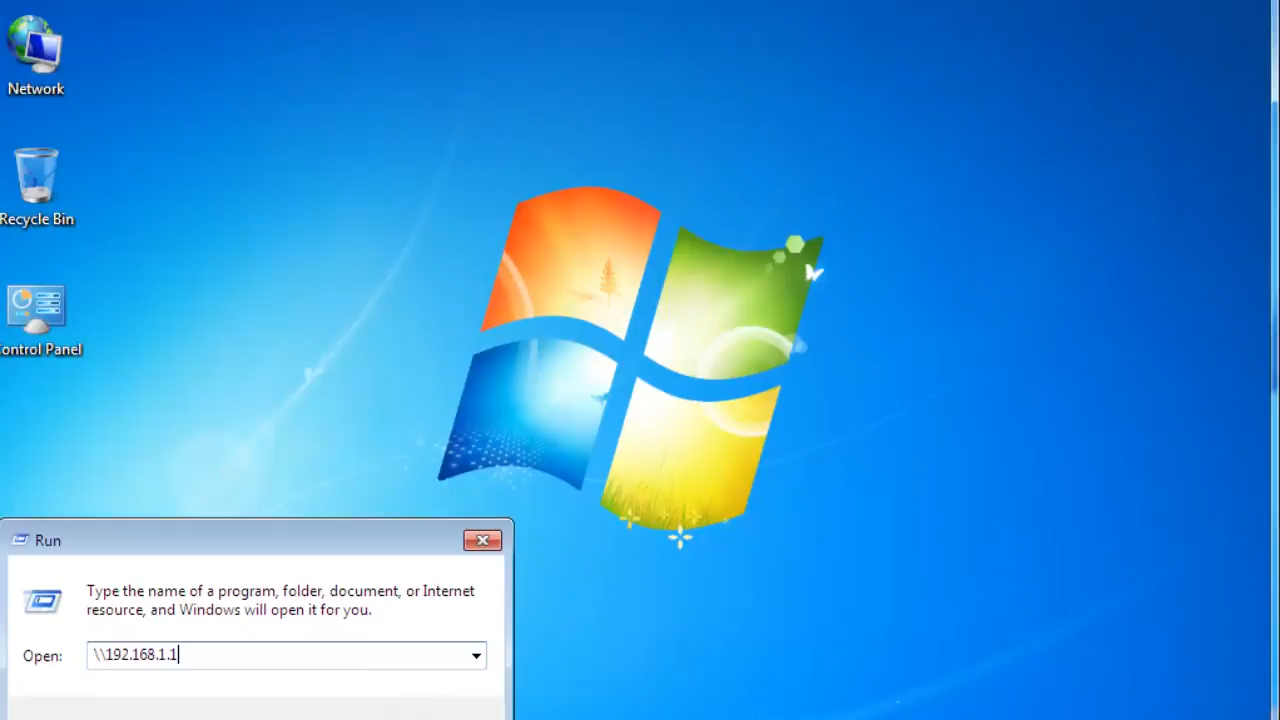 Network
Recycle Bin
ontrol Panel
Run
Type the name of a program, folder, document, or Internet
resource, and Windows will open it for you.
Open:
\\192.168.1.1